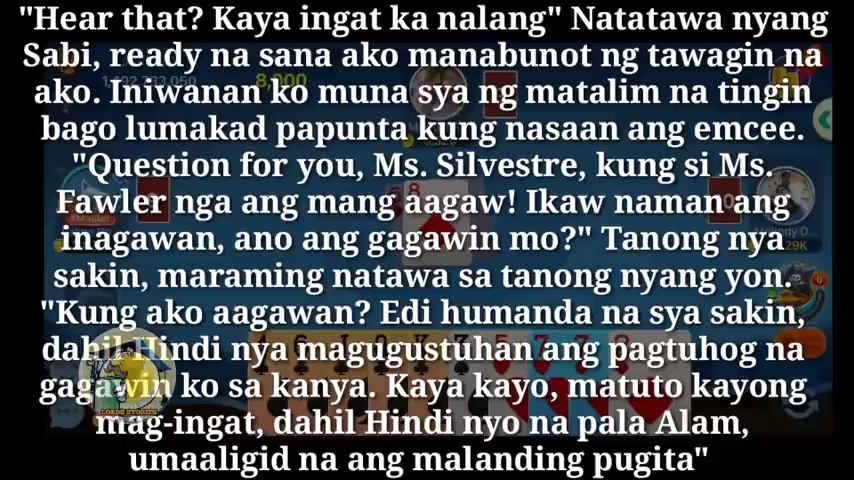 "Hear that? Kaya ingat ka nalang" Natatawa nyang
Sabi, ready na sana ako manabunot ng tawagin na
ako. Iniwanan ko muna sya ng matalim na tingin
bago lumakad papunta kung nasaan ang emcee.
"Question for you, Ms. Silvestre, kung si Ms.
Fawler nga ang mang aagaw! Ikaw naman ang
inagawan, ano ang gagawin mo?" Tanong nya
sakin, maraming natawa sa tanong nyang yon.
"Kung ako aagawan? Edi humanda na sya sakin,
dahil Hindi nya magugustuhan ang pagtuhog na
gagawin ko sa kanya. Kaya kayo, matuto kayong
mag-ingat, dahil Hindi nyo na pala Alam,
umaaligid na ang malanding pugita"
8,000